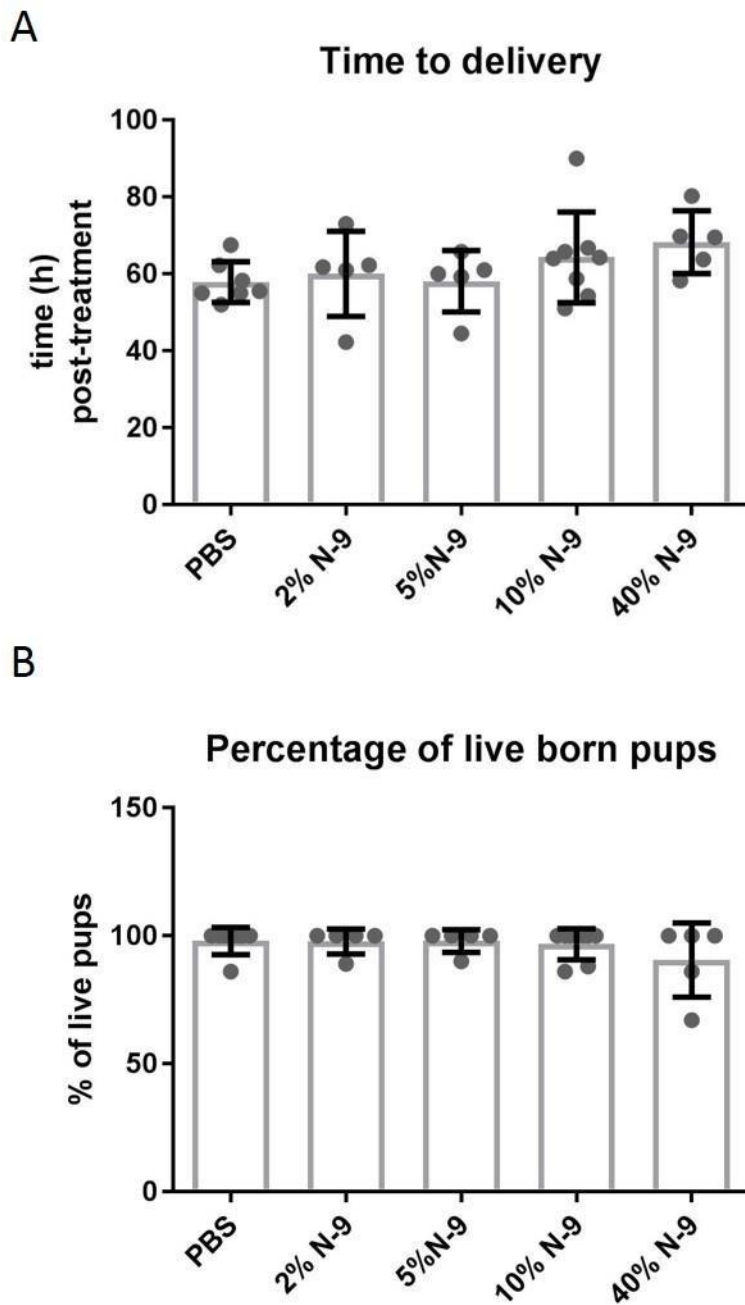 A
Time to delivery
100
80
60
40
20
0
time (h)
post-treatment
PBS
2% N-9
5%N-9
10% N-9
40% N-9
B
Percentage of live born pups
150
100
50
0
% of live pups
PBS
2% N-9
5%N-9
10% N-9
40% N-9